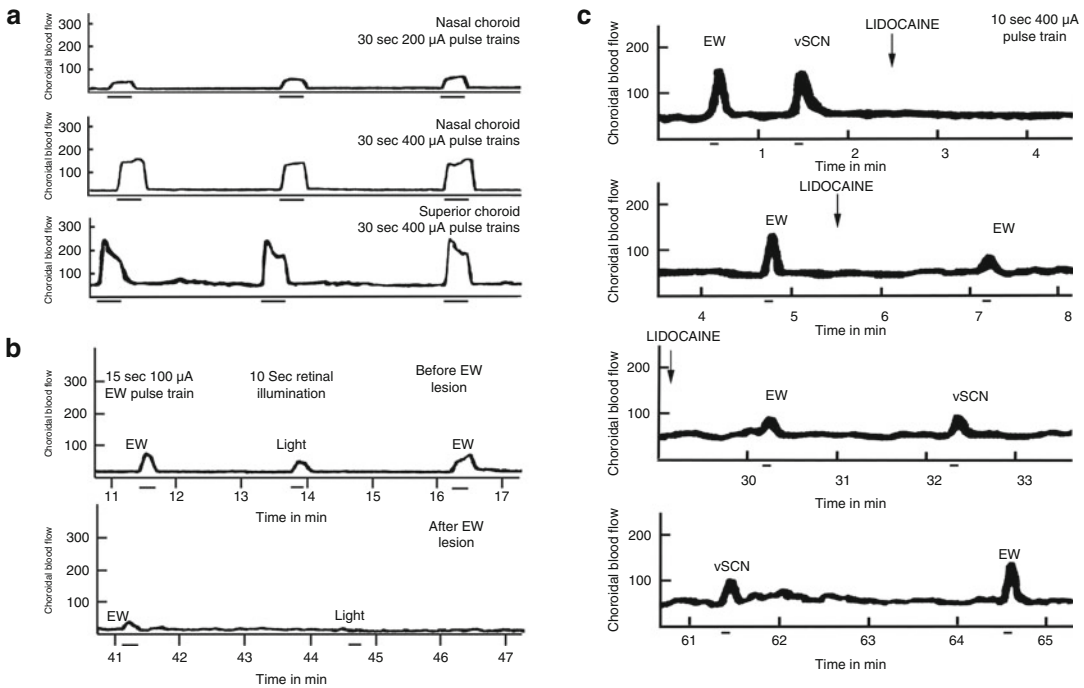 a
Choroidal blood flow
300
200
100
Nasal choroid
30 sec 200 µA pulse trains
Choroidal blood flow
300
200
100
Nasal choroid
30 sec 400 µA pulse trains
Choroidal blood flow
300
200
100
Superior choroid
30 sec 400 µA pulse trains
b
Choroidal blood flow
300
200
100
15 sec 100 µA
EW pulse train
10 Sec retinal
illumination
Before EW
lesion
EW
Light
EW
11 12 13 14 15 16 17
Time in min
Choroidal blood flow
300
200
100
After EW
lesion
EW
Light
41 42 43 44 45 46 47
Time in min
c
Choroidal blood flow
200
100
EW
vSCN
LIDOCAINE
10 sec 400 µA
pulse train
1 2 3 4
Time in min
Choroidal blood flow
200
100
LIDOCAINE
EW
EW
4 5 6 7 8
Time in min
LIDOCAINE
Choroidal blood flow
200
100
EW
vSCN
30 31 32 33
Time in min
Choroidal blood flow
200
100
vSCN
EW
61 62 63 64 65
Time in min